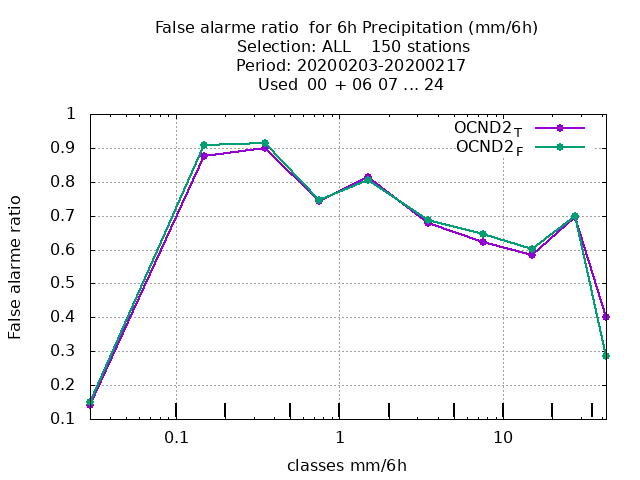 False alarme ratio  for 6h Precipitation (mm/6h)
Selection: ALL    150 stations
Period: 20200203-20200217
Used  00  + 06 07 ... 24
OCND2T
OCND2F
False alarme ratio
1
0.9
0.8
0.7
0.6
0.5
0.4
0.3
0.2
0.1
0.1 1 10
classes mm/6h